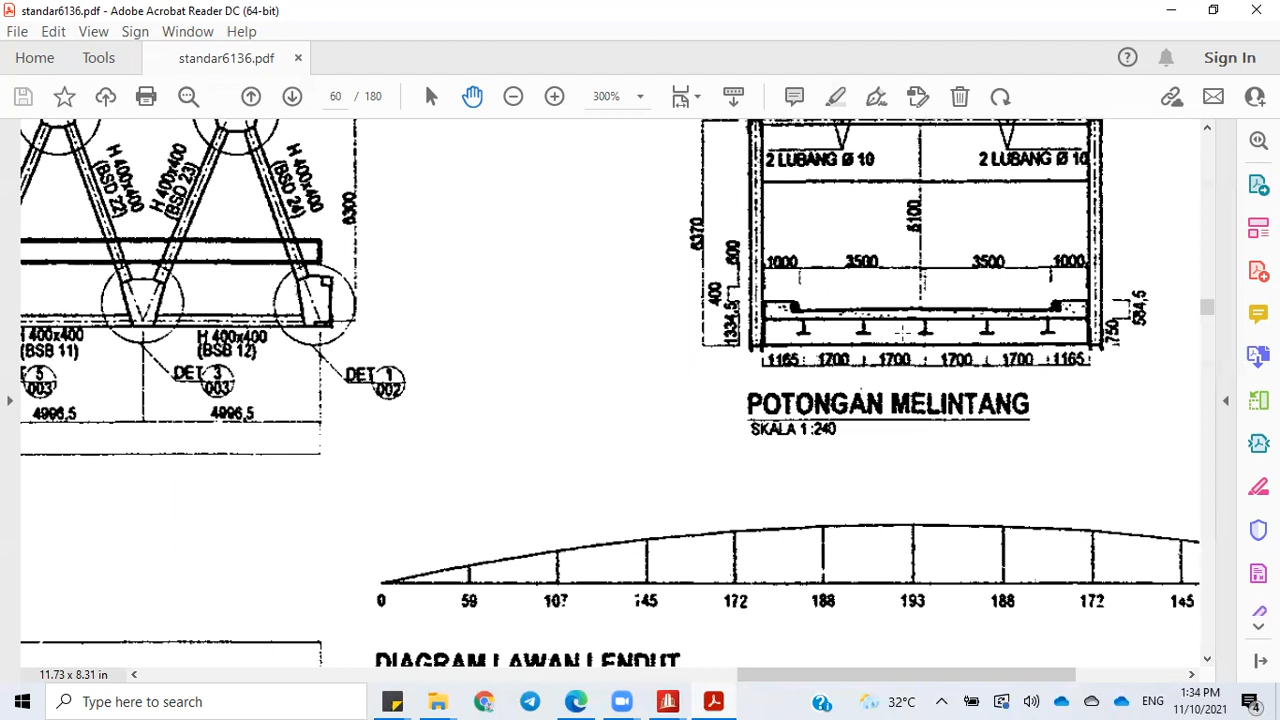 standar6136.pdf - Adobe Acrobat Reader DC (64-bit)
File Edit View Sign Window Help
Home Tools standar6136.pdf × Sign In
60 / 180 300%
H 400x400
(BSD 22)
H 400x400
(BSD 23)
H 400x400
(BSD 24)
6300
H 400x400
(BSB 11)
H 400x400
(BSB 12)
5
003
DET 3
003
DET 1
002
4996,5 4996,5
2 LUBANG Ø 10 2 LUBANG Ø 10
6370
5100
600
400
1334,5
1000 3500 3500 1000
534,5
750
1165 1700 1700 1700 1700 1165
POTONGAN MELINTANG
SKALA 1 :240
0 59 107 145 172 188 193 188 172 145
DIAGRAM LAWAN LENDUT
11.73 x 8.31 in
Type here to search
32°C
ENG
1:34 PM
11/10/2021
4